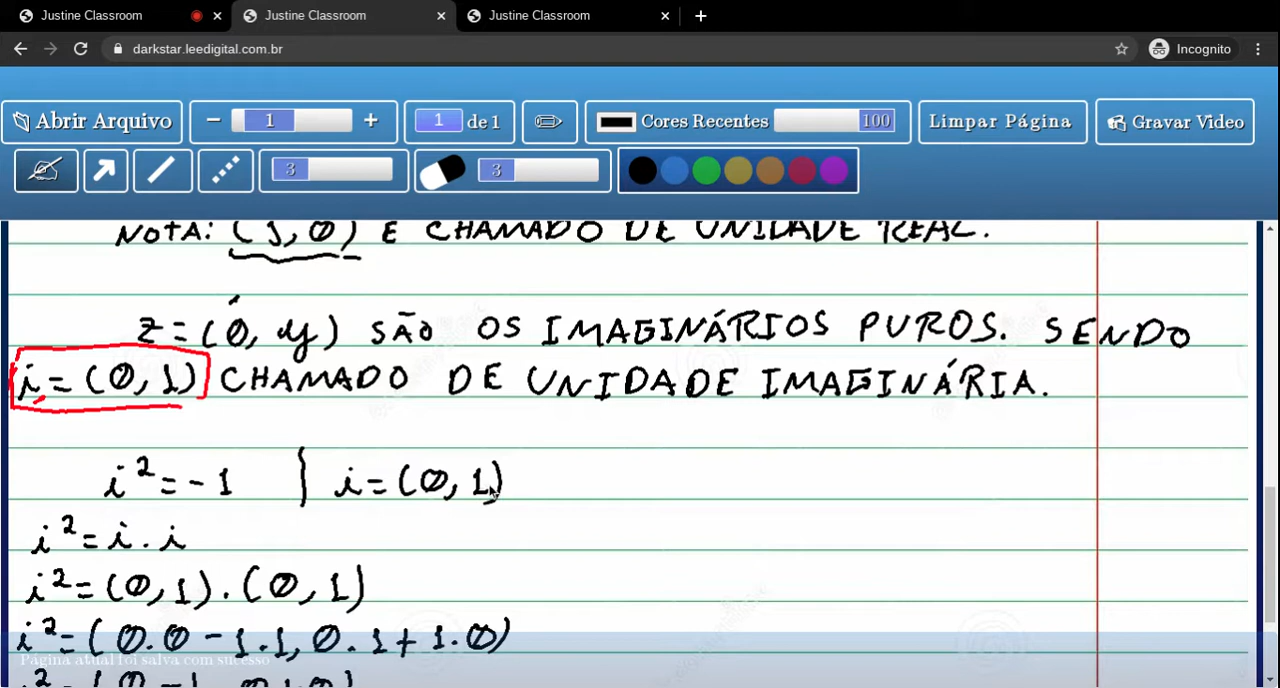 Justine Classroom Justine Classroom Justine Classroom
darkstar.leedigital.com.br Incognito
Abrir Arquivo − 1 + 1 de 1 Cores Recentes 100 Limpar Página Gravar Video
3 3
NOTA: (1, 0) E CHAMADO DE UNIDADE REAL.
z = (0, y) SÃO OS IMAGINÁRIOS PUROS. SENDO
i = (0, 1) CHAMADO DE UNIDADE IMAGINÁRIA.
i² = -1 | i = (0, 1)
i² = i . i
i² = (0, 1) . (0, 1)
i² = (0.0 - 1.1, 0.1 + 1.0)
Página atual foi salva com sucesso